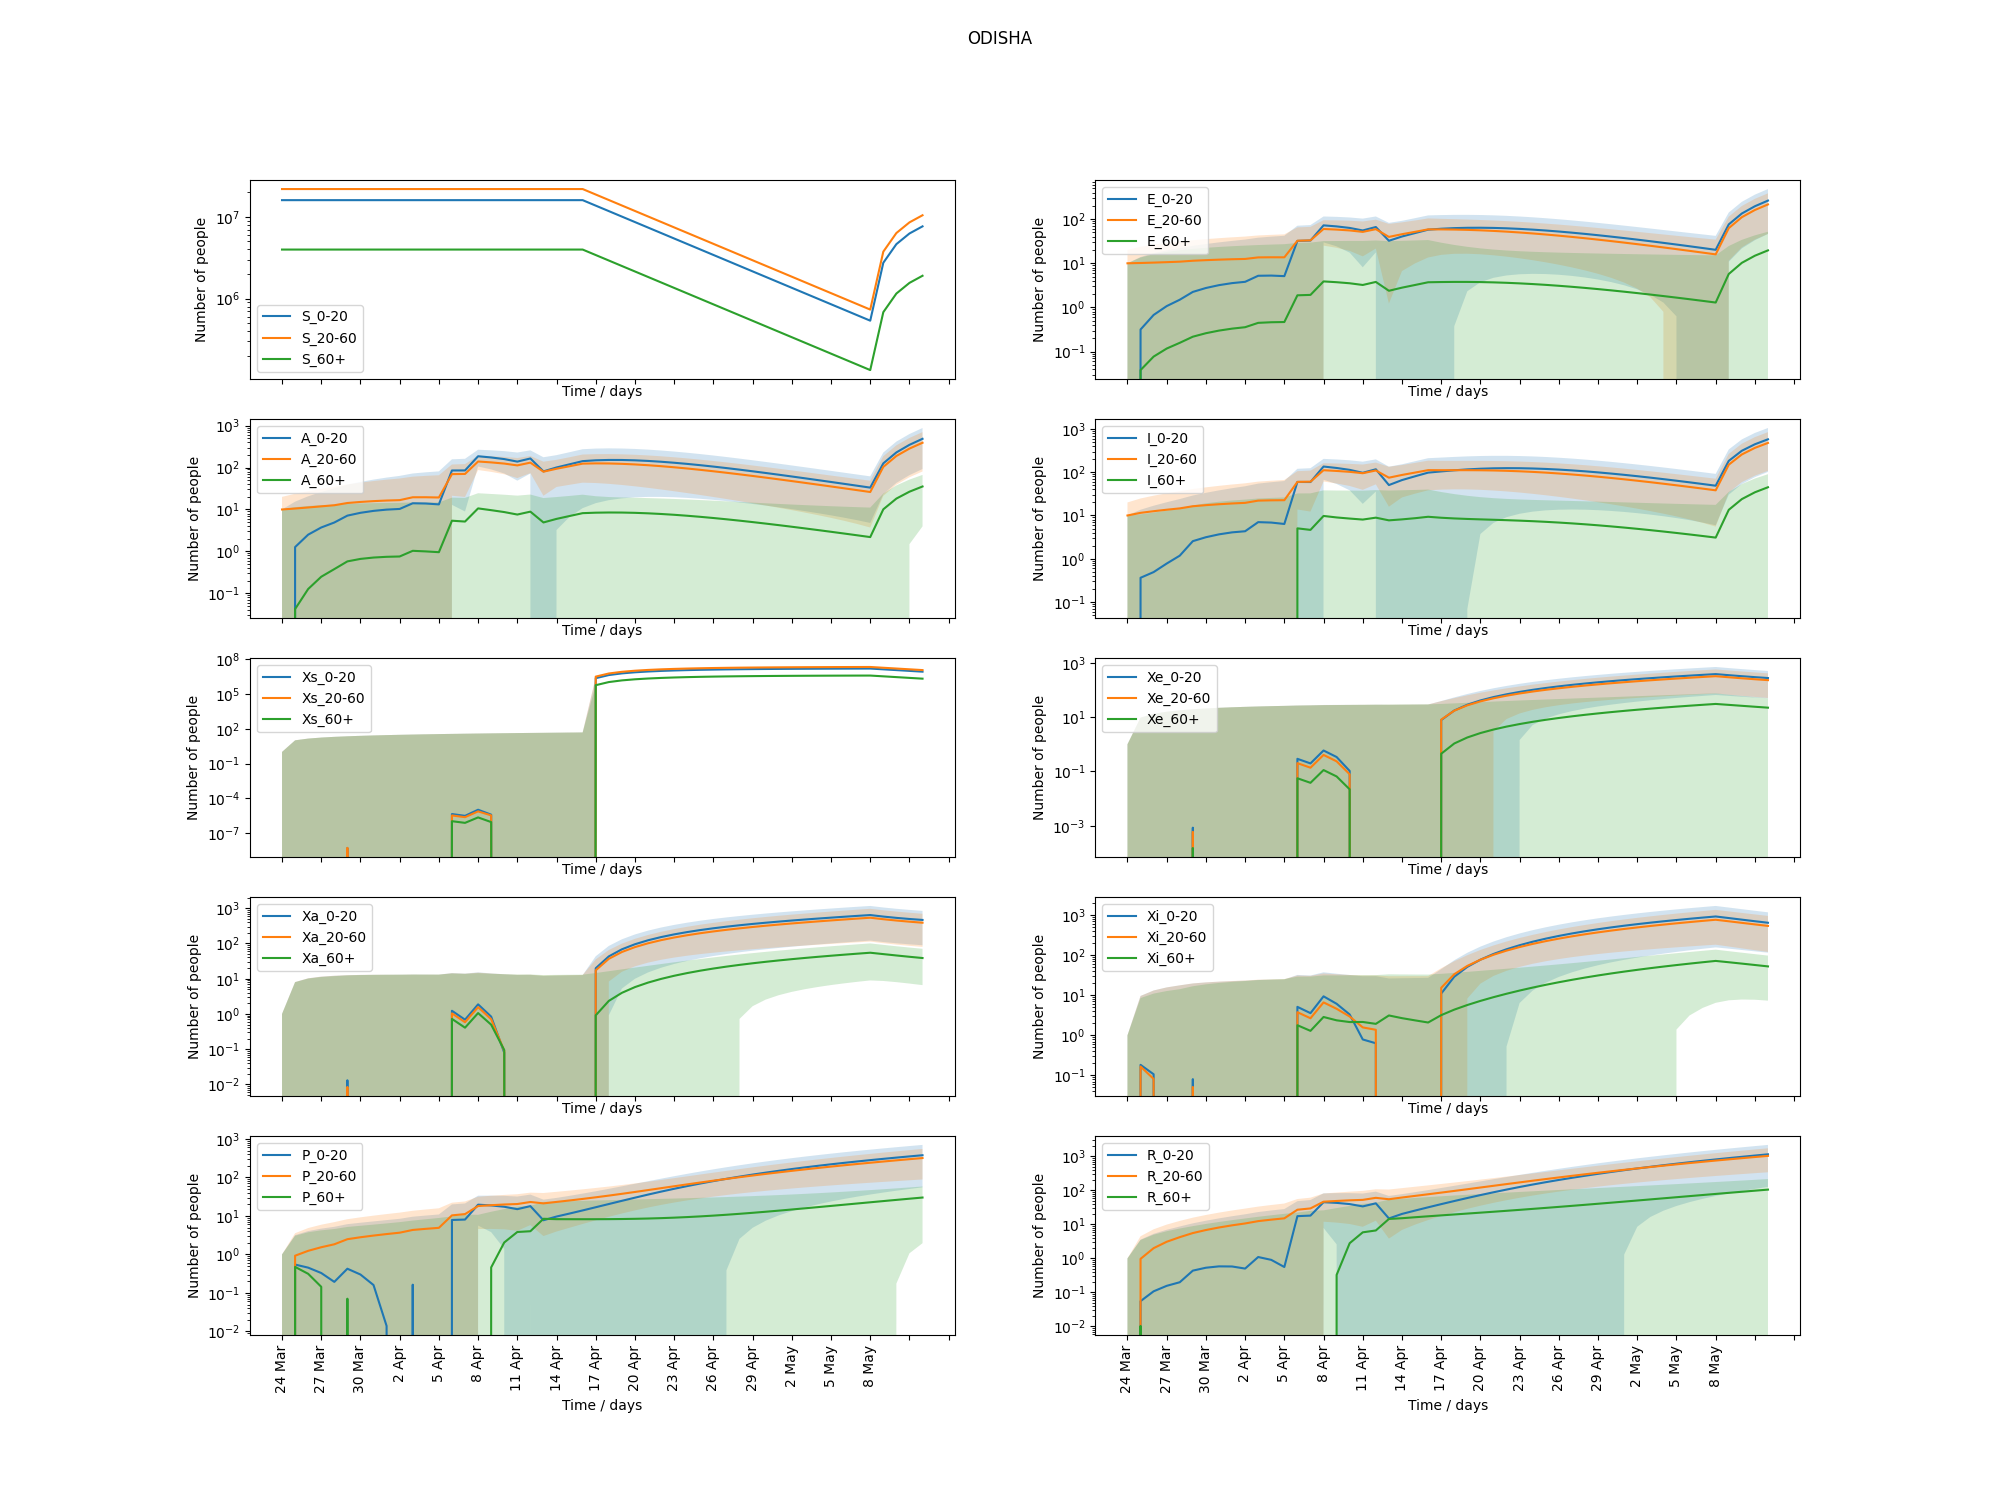 ODISHA
Number of people
10^7
10^6
S_0-20
S_20-60
S_60+
Time / days
Number of people
10^2
10^1
10^0
10^-1
E_0-20
E_20-60
E_60+
Time / days
Number of people
10^3
10^2
10^1
10^0
10^-1
A_0-20
A_20-60
A_60+
Time / days
Number of people
10^3
10^2
10^1
10^0
10^-1
I_0-20
I_20-60
I_60+
Time / days
Number of people
10^8
10^5
10^2
10^-1
10^-4
10^-7
Xs_0-20
Xs_20-60
Xs_60+
Time / days
Number of people
10^3
10^1
10^-1
10^-3
Xe_0-20
Xe_20-60
Xe_60+
Time / days
Number of people
10^3
10^2
10^1
10^0
10^-1
10^-2
Xa_0-20
Xa_20-60
Xa_60+
Time / days
Number of people
10^3
10^2
10^1
10^0
10^-1
Xi_0-20
Xi_20-60
Xi_60+
Time / days
Number of people
10^3
10^2
10^1
10^0
10^-1
10^-2
P_0-20
P_20-60
P_60+
24 Mar
27 Mar
30 Mar
2 Apr
5 Apr
8 Apr
11 Apr
14 Apr
17 Apr
20 Apr
23 Apr
26 Apr
29 Apr
2 May
5 May
8 May
Time / days
Number of people
10^3
10^2
10^1
10^0
10^-1
10^-2
R_0-20
R_20-60
R_60+
24 Mar
27 Mar
30 Mar
2 Apr
5 Apr
8 Apr
11 Apr
14 Apr
17 Apr
20 Apr
23 Apr
26 Apr
29 Apr
2 May
5 May
8 May
Time / days